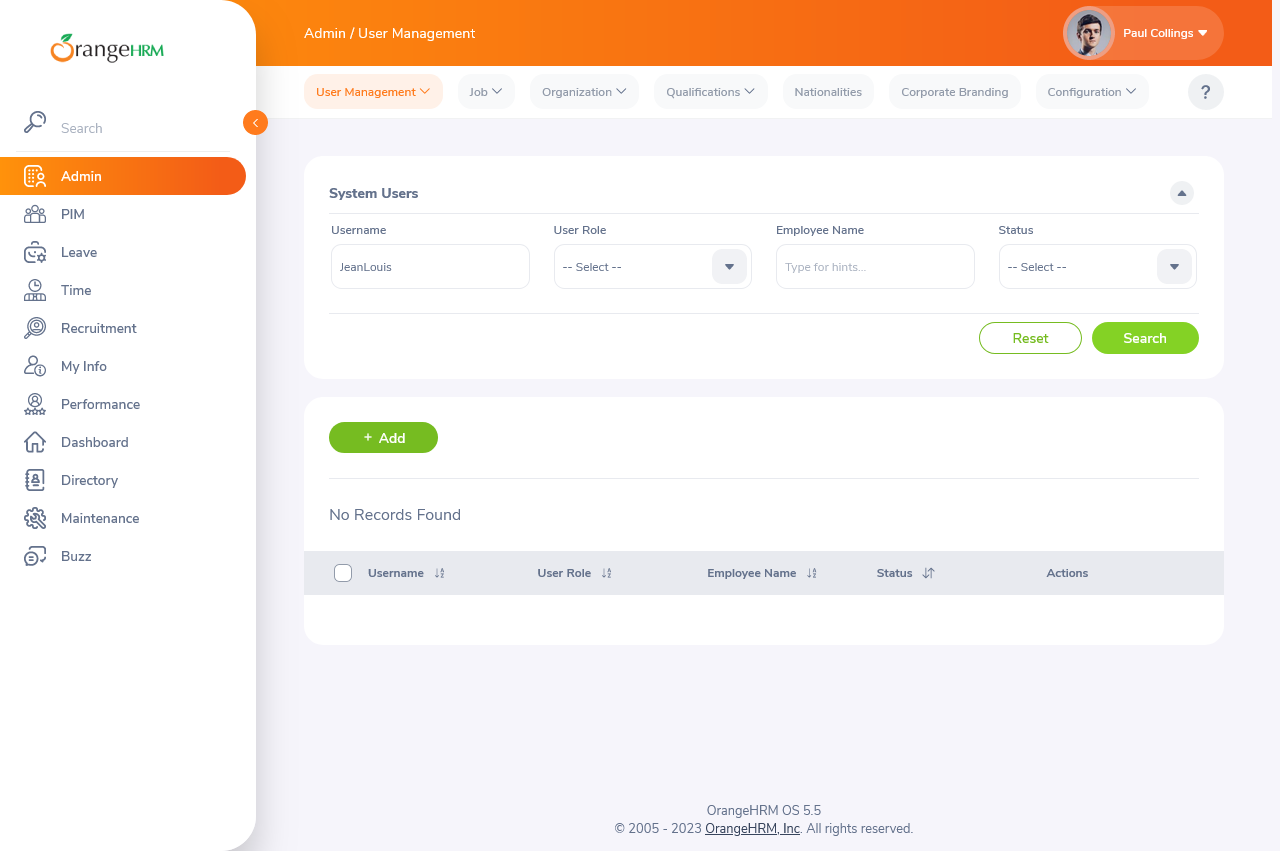 OrangeHRM
Search
Admin
PIM
Leave
Time
Recruitment
My Info
Performance
Dashboard
Directory
Maintenance
Buzz
Admin / User Management
Paul Collings
User Management
Job
Organization
Qualifications
Nationalities
Corporate Branding
Configuration
?
System Users
Username
User Role
Employee Name
Status
JeanLouis
-- Select --
Type for hints...
-- Select --
Reset
Search
+ Add
No Records Found
Username
User Role
Employee Name
Status
Actions
OrangeHRM OS 5.5
© 2005 - 2023 OrangeHRM, Inc. All rights reserved.